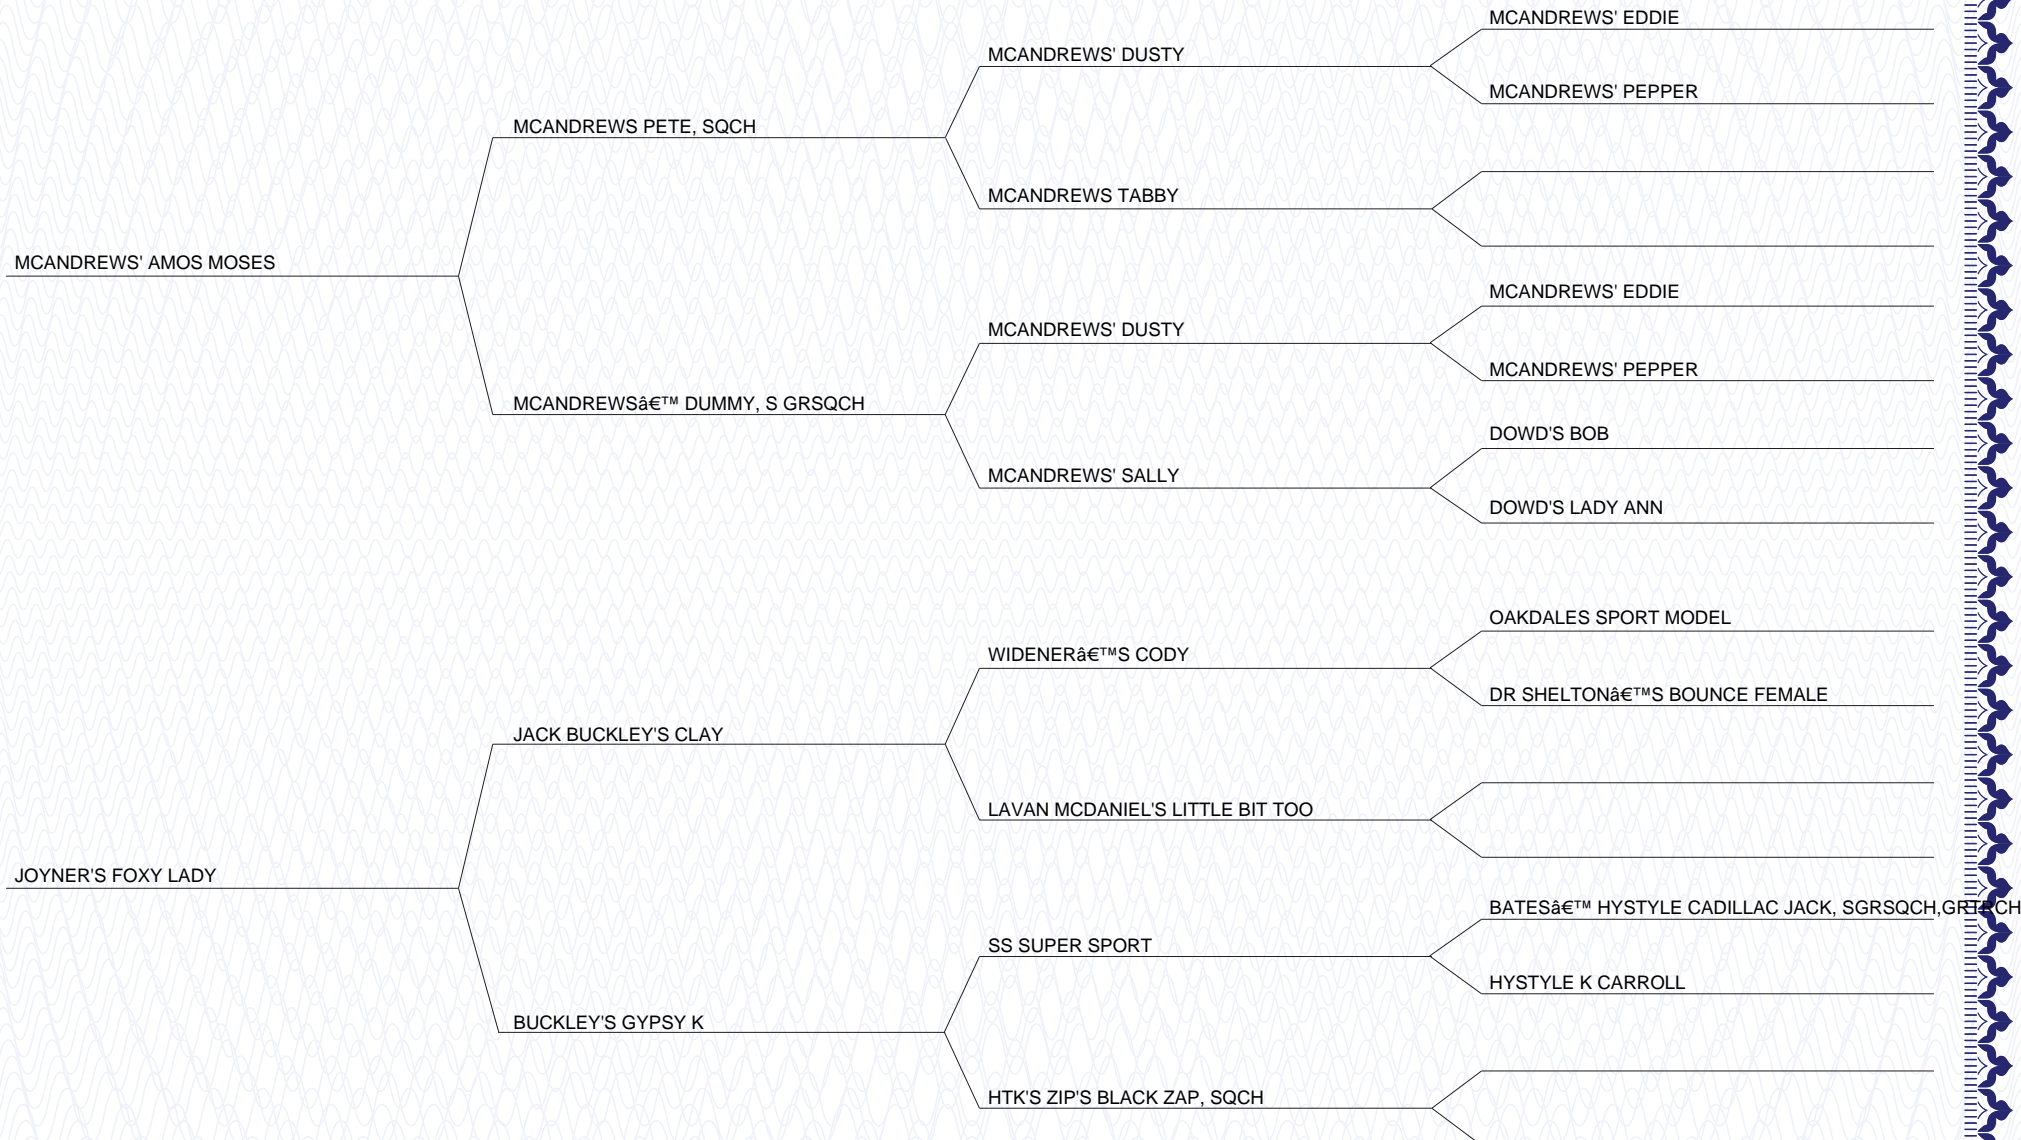 MCANDREWS' EDDIE
MCANDREWS' DUSTY
MCANDREWS' PEPPER
MCANDREWS PETE, SQCH
MCANDREWS TABBY
MCANDREWS' AMOS MOSES
MCANDREWS' EDDIE
MCANDREWS' DUSTY
MCANDREWS' PEPPER
MCANDREWSâ€™ DUMMY, S GRSQCH
DOWD'S BOB
MCANDREWS' SALLY
DOWD'S LADY ANN
OAKDALES SPORT MODEL
WIDENERâ€™S CODY
DR SHELTONâ€™S BOUNCE FEMALE
JACK BUCKLEY'S CLAY
LAVAN MCDANIEL'S LITTLE BIT TOO
JOYNER'S FOXY LADY
BATESâ€™ HYSTYLE CADILLAC JACK, SGRSQCH,GRTRCH
SS SUPER SPORT
HYSTYLE K CARROLL
BUCKLEY'S GYPSY K
HTK'S ZIP'S BLACK ZAP, SQCH